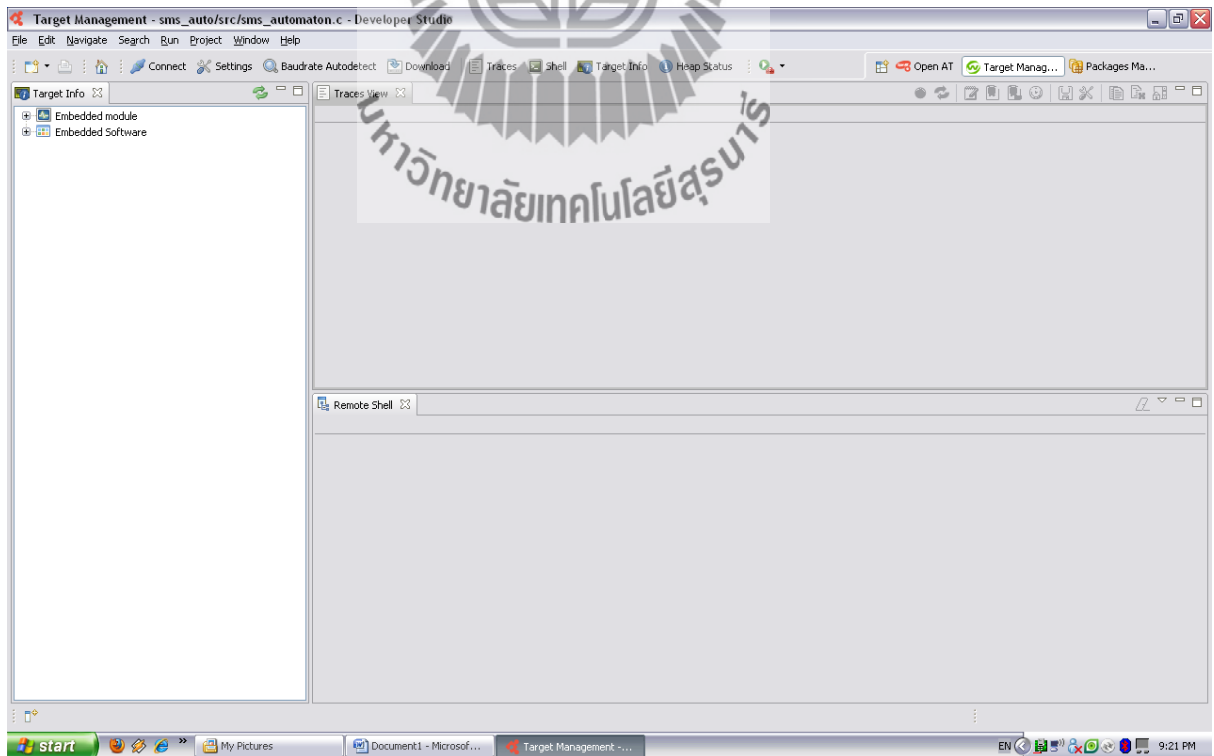 Target Management - sms_auto/src/sms_automaton.c - Developer Studio
File Edit Navigate Search Run Project Window Help
Connect Settings Baudrate Autodetect Download Traces Shell Target Info Heap Status Open AT Target Manag... Packages Ma...
Target Info
Traces View
Embedded module
Embedded Software
มหาวิทยาลัยเทคโนโลยีสุรนารี
Remote Shell
start My Pictures Document1 - Microsof... Target Management -... EN 9:21 PM